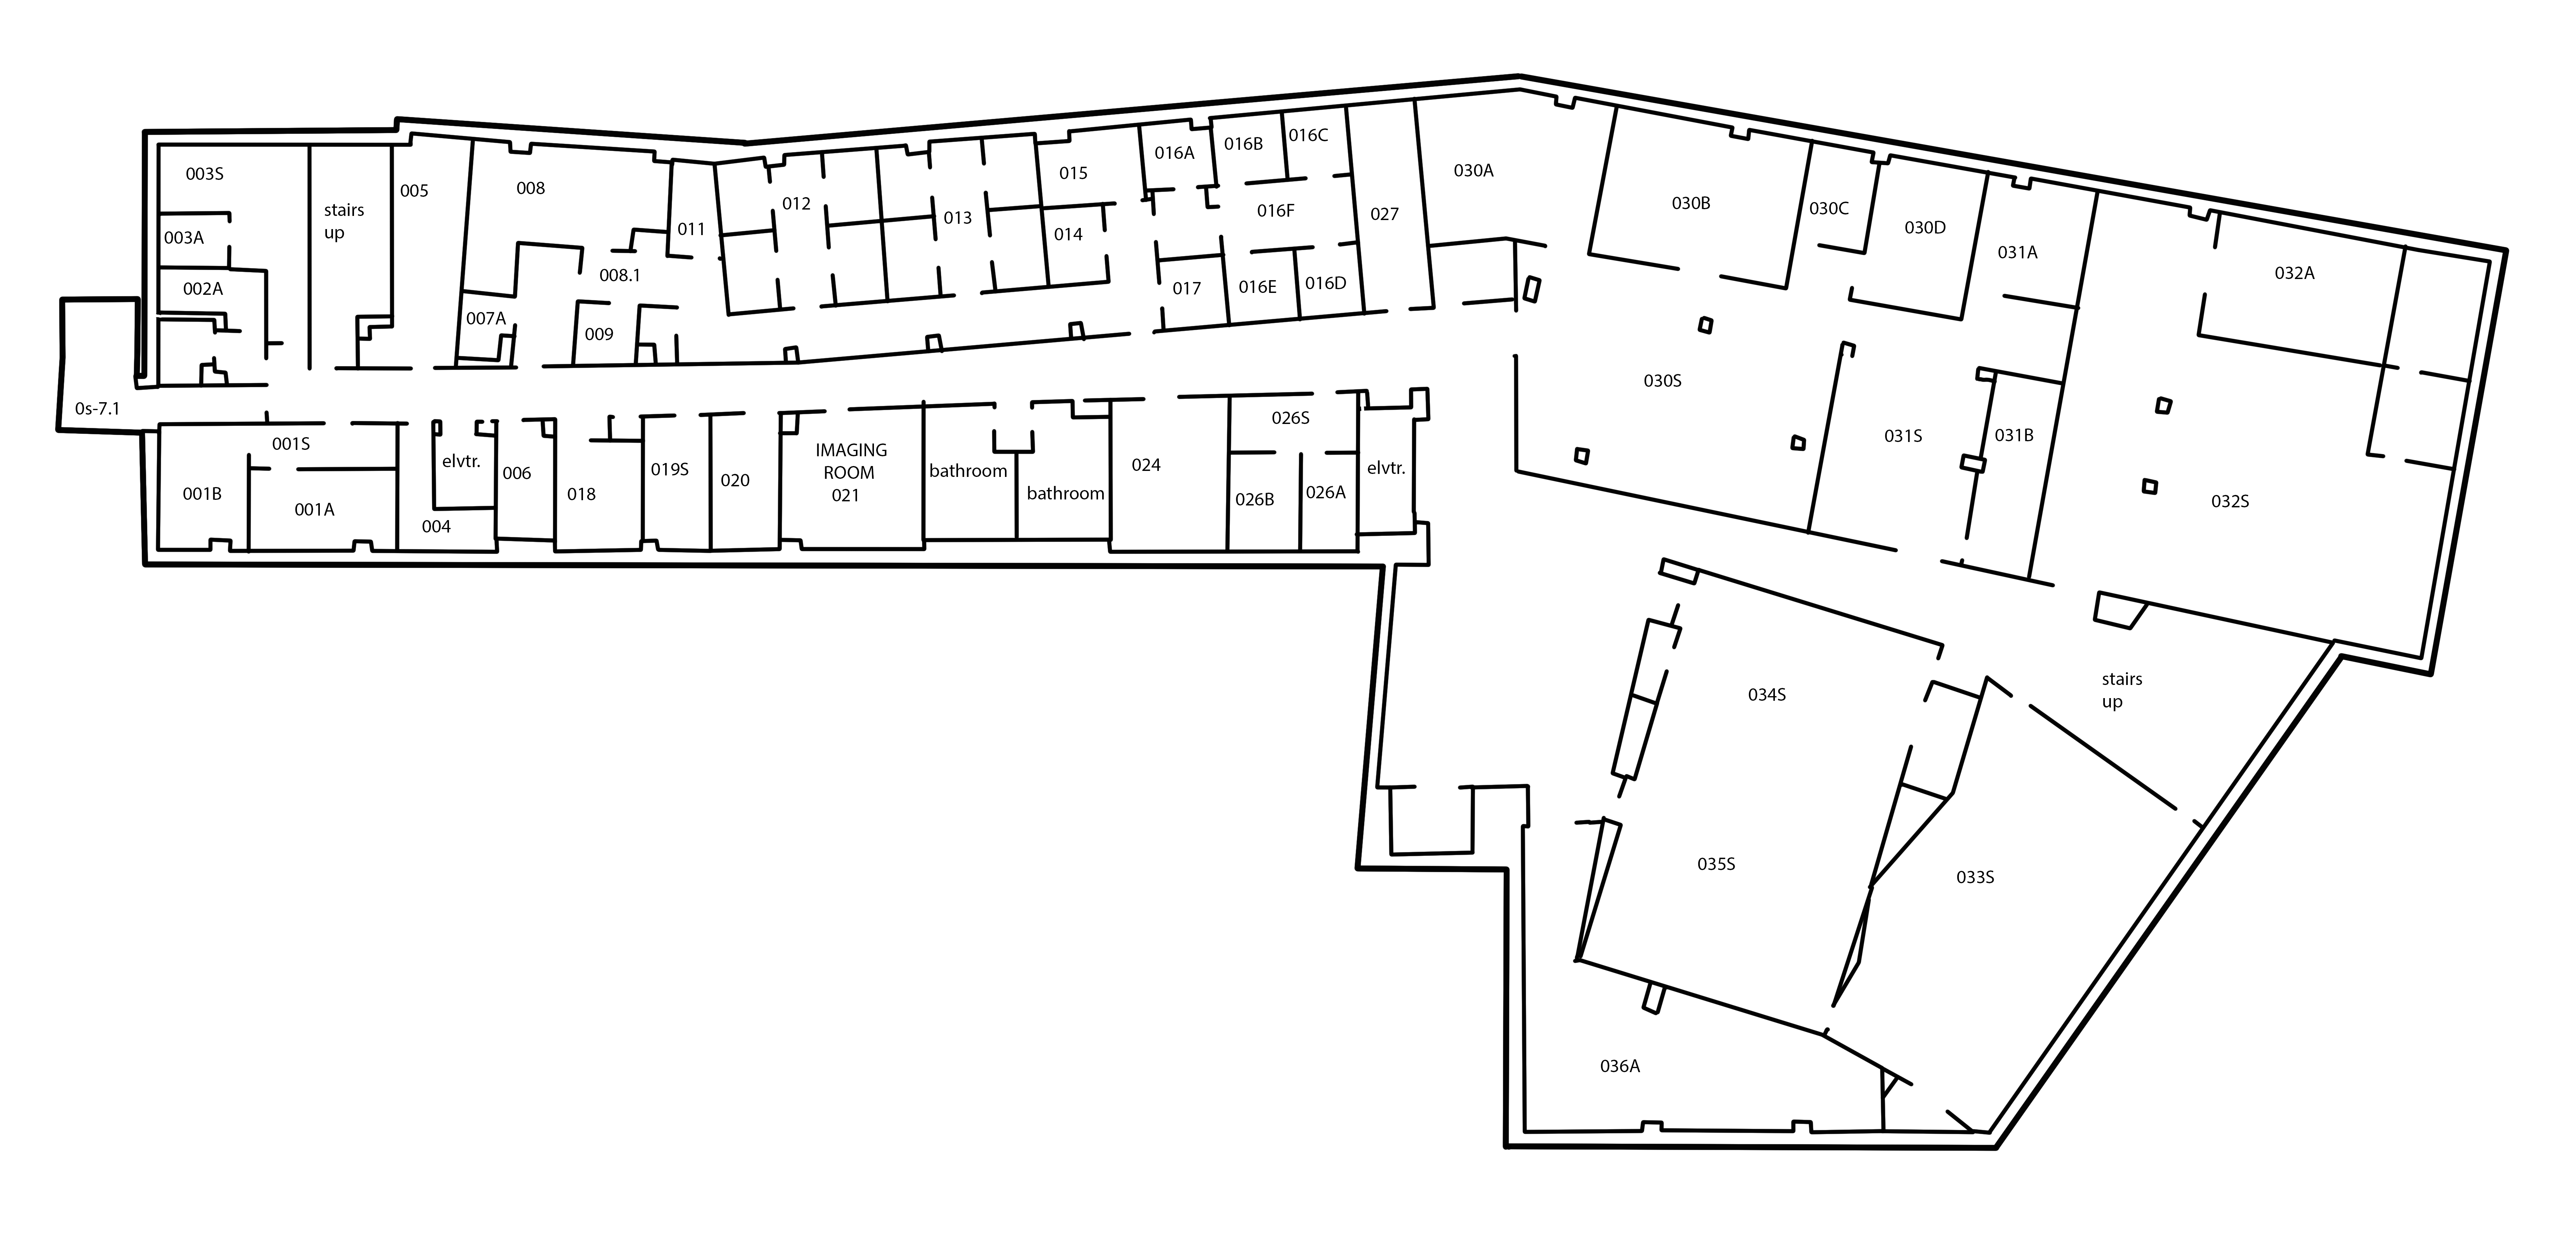 003S
003A
002A
stairs
up
005
008
008.1
007A
009
011
012
013
015
014
016A
016B
016C
016F
017
016E
016D
027
030A
030B
030C
030D
031A
032A
0s-7.1
001S
001B
001A
004
elvtr.
006
018
019S
020
IMAGING
ROOM
021
bathroom
bathroom
024
026S
026B
026A
elvtr.
030S
031S
031B
032S
034S
stairs
up
035S
033S
036A